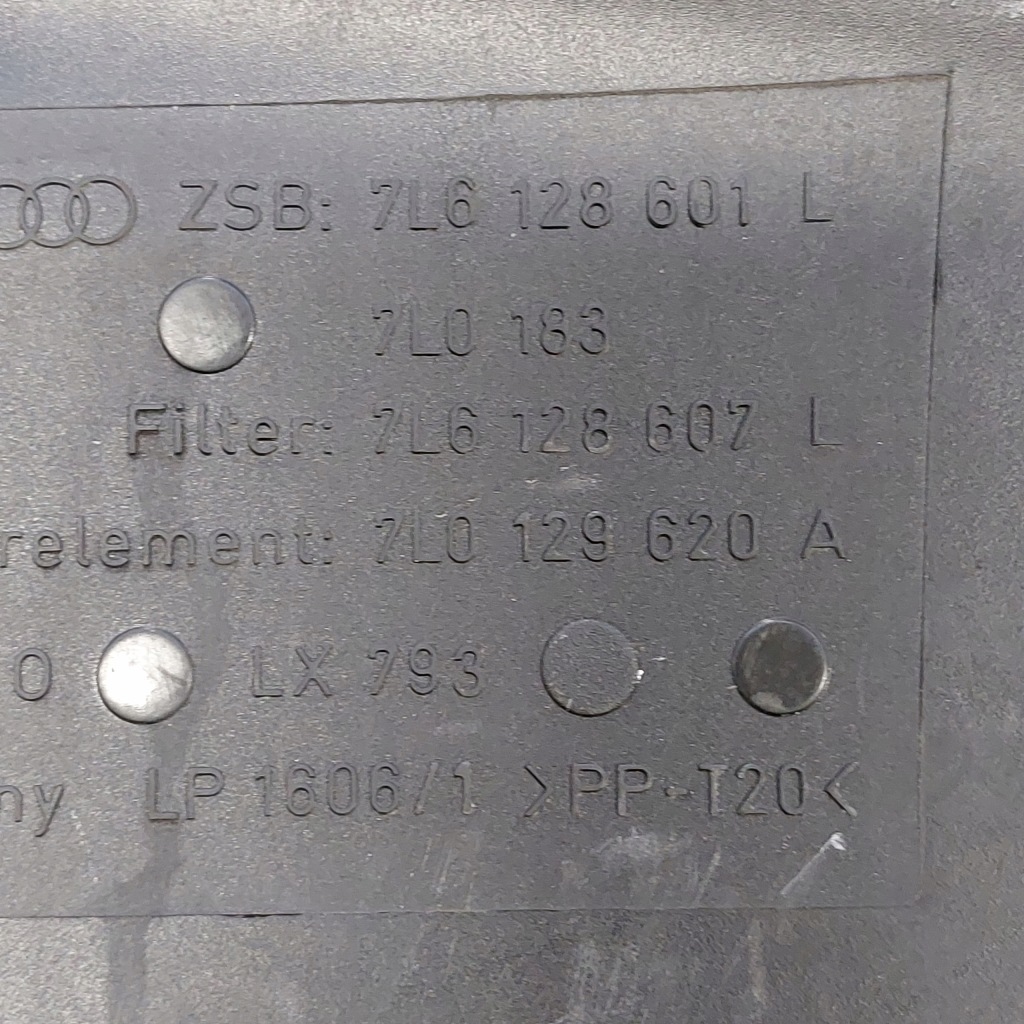 ZSB: 7L6 128 601 L
7L0 183
Filter: 7L6 128 607 L
relement: 7L0 129 620 A
0 LX 793
ny LP 1606/1 >PP-T20<